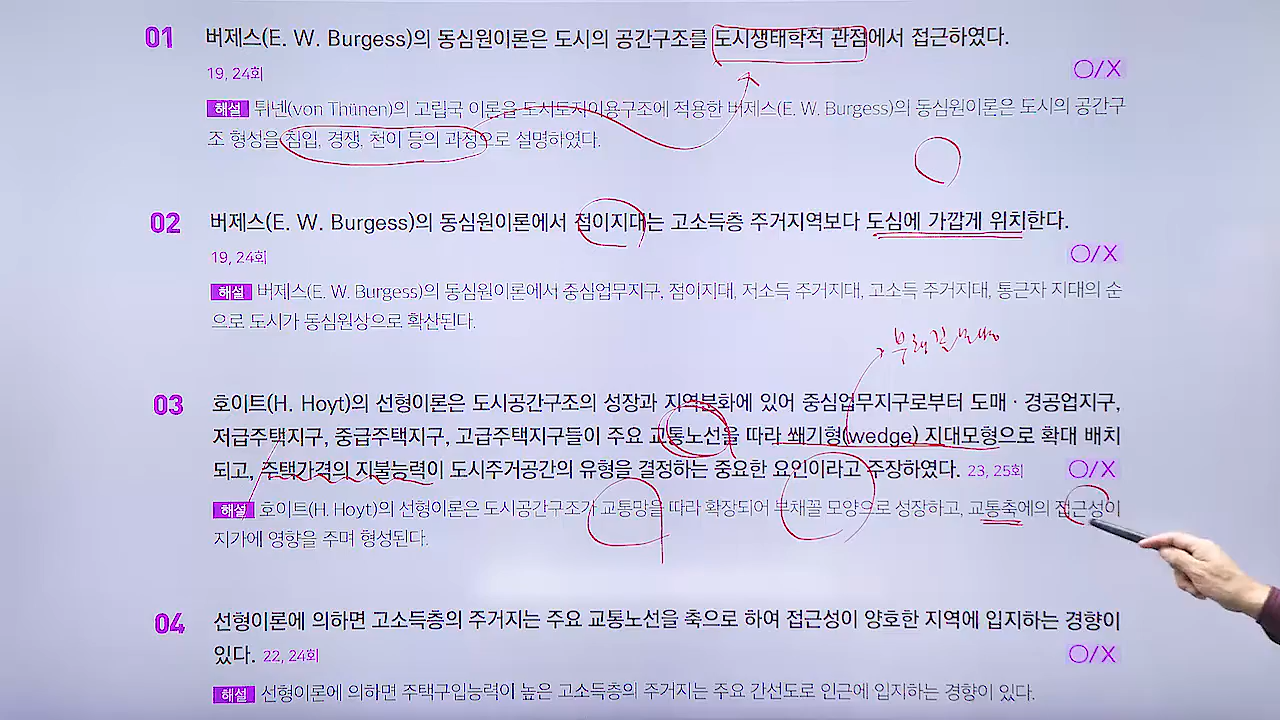 01 버제스(E. W. Burgess)의 동심원이론은 도시의 공간구조를 도시생태학적 관점에서 접근하였다.
19, 24회 O/X
해설 튀넨(von Thünen)의 고립국 이론을 도시토지이용구조에 적용한 버제스(E. W. Burgess)의 동심원이론은 도시의 공간구
조 형성을 침입, 경쟁, 천이 등의 과정으로 설명하였다.
02 버제스(E. W. Burgess)의 동심원이론에서 점이지대는 고소득층 주거지역보다 도심에 가깝게 위치한다.
19, 24회 O/X
해설 버제스(E. W. Burgess)의 동심원이론에서 중심업무지구, 점이지대, 저소득 주거지대, 고소득 주거지대, 통근자 지대의 순
으로 도시가 동심원상으로 확산된다.
부채꼴모양
03 호이트(H. Hoyt)의 선형이론은 도시공간구조의 성장과 지역분화에 있어 중심업무지구로부터 도매 · 경공업지구,
저급주택지구, 중급주택지구, 고급주택지구들이 주요 교통노선을 따라 쐐기형(wedge) 지대모형으로 확대 배치
되고, 주택가격의 지불능력이 도시주거공간의 유형을 결정하는 중요한 요인이라고 주장하였다. 23, 25회 O/X
해설 호이트(H. Hoyt)의 선형이론은 도시공간구조가 교통망을 따라 확장되어 부채꼴 모양으로 성장하고, 교통축에의 접근성이
지가에 영향을 주며 형성된다.
04 선형이론에 의하면 고소득층의 주거지는 주요 교통노선을 축으로 하여 접근성이 양호한 지역에 입지하는 경향이
있다. 22, 24회 O/X
해설 선형이론에 의하면 주택구입능력이 높은 고소득층의 주거지는 주요 간선도로 인근에 입지하는 경향이 있다.